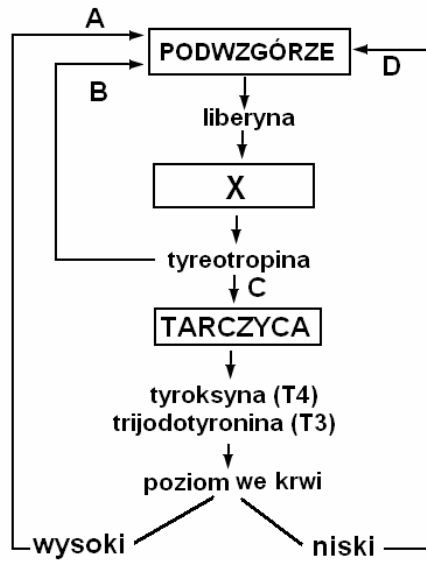 A
PODWZGÓRZE
D
B
liberyna
X
tyreotropina
C
TARCZYCA
tyroksyna (T4)
trijodotyronina (T3)
poziom we krwi
wysoki
niski